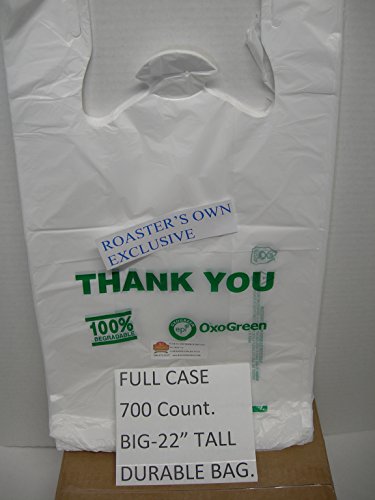 ROASTER'S OWN
EXCLUSIVE
THANK YOU
100%
DEGRADABLE
OxoGreen
FULL CASE
700 Count.
BIG-22” TALL
DURABLE BAG.